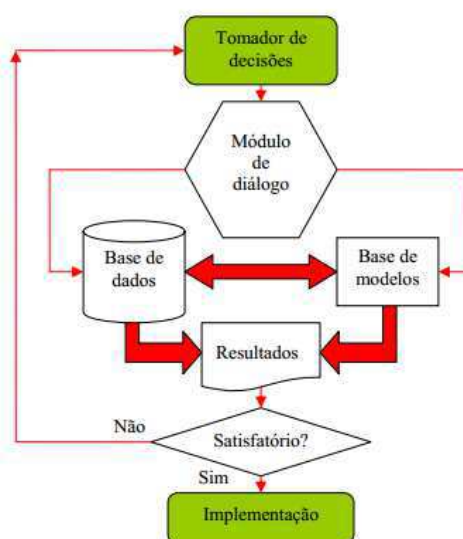 Tomador de
decisões
Módulo
de
diálogo
Base de
dados
Base de
modelos
Resultados
Não
Satisfatório?
Sim
Implementação